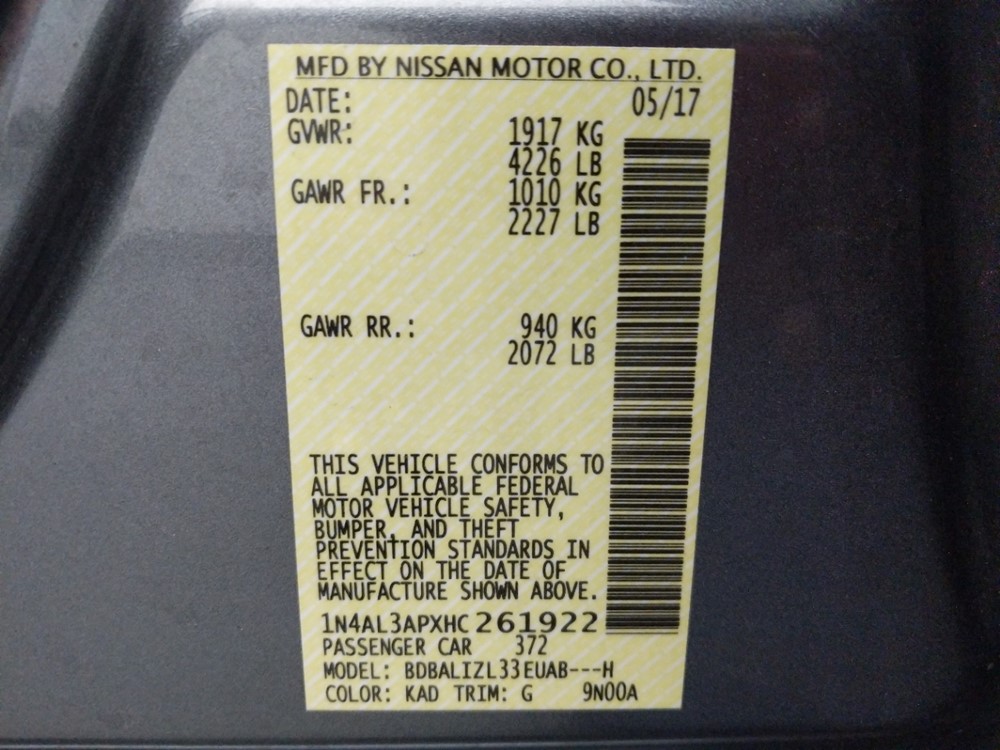 MFD BY NISSAN MOTOR CO., LTD.
DATE: 05/17
GVWR: 1917 KG
4226 LB
GAWR FR.: 1010 KG
2227 LB
GAWR RR.: 940 KG
2072 LB
THIS VEHICLE CONFORMS TO
ALL APPLICABLE FEDERAL
MOTOR VEHICLE SAFETY,
BUMPER, AND THEFT
PREVENTION STANDARDS IN
EFFECT ON THE DATE OF
MANUFACTURE SHOWN ABOVE.
1N4AL3APXHC261922
PASSENGER CAR 372
MODEL: BDBALIZL33EUAB---H
COLOR: KAD TRIM: G 9N00A